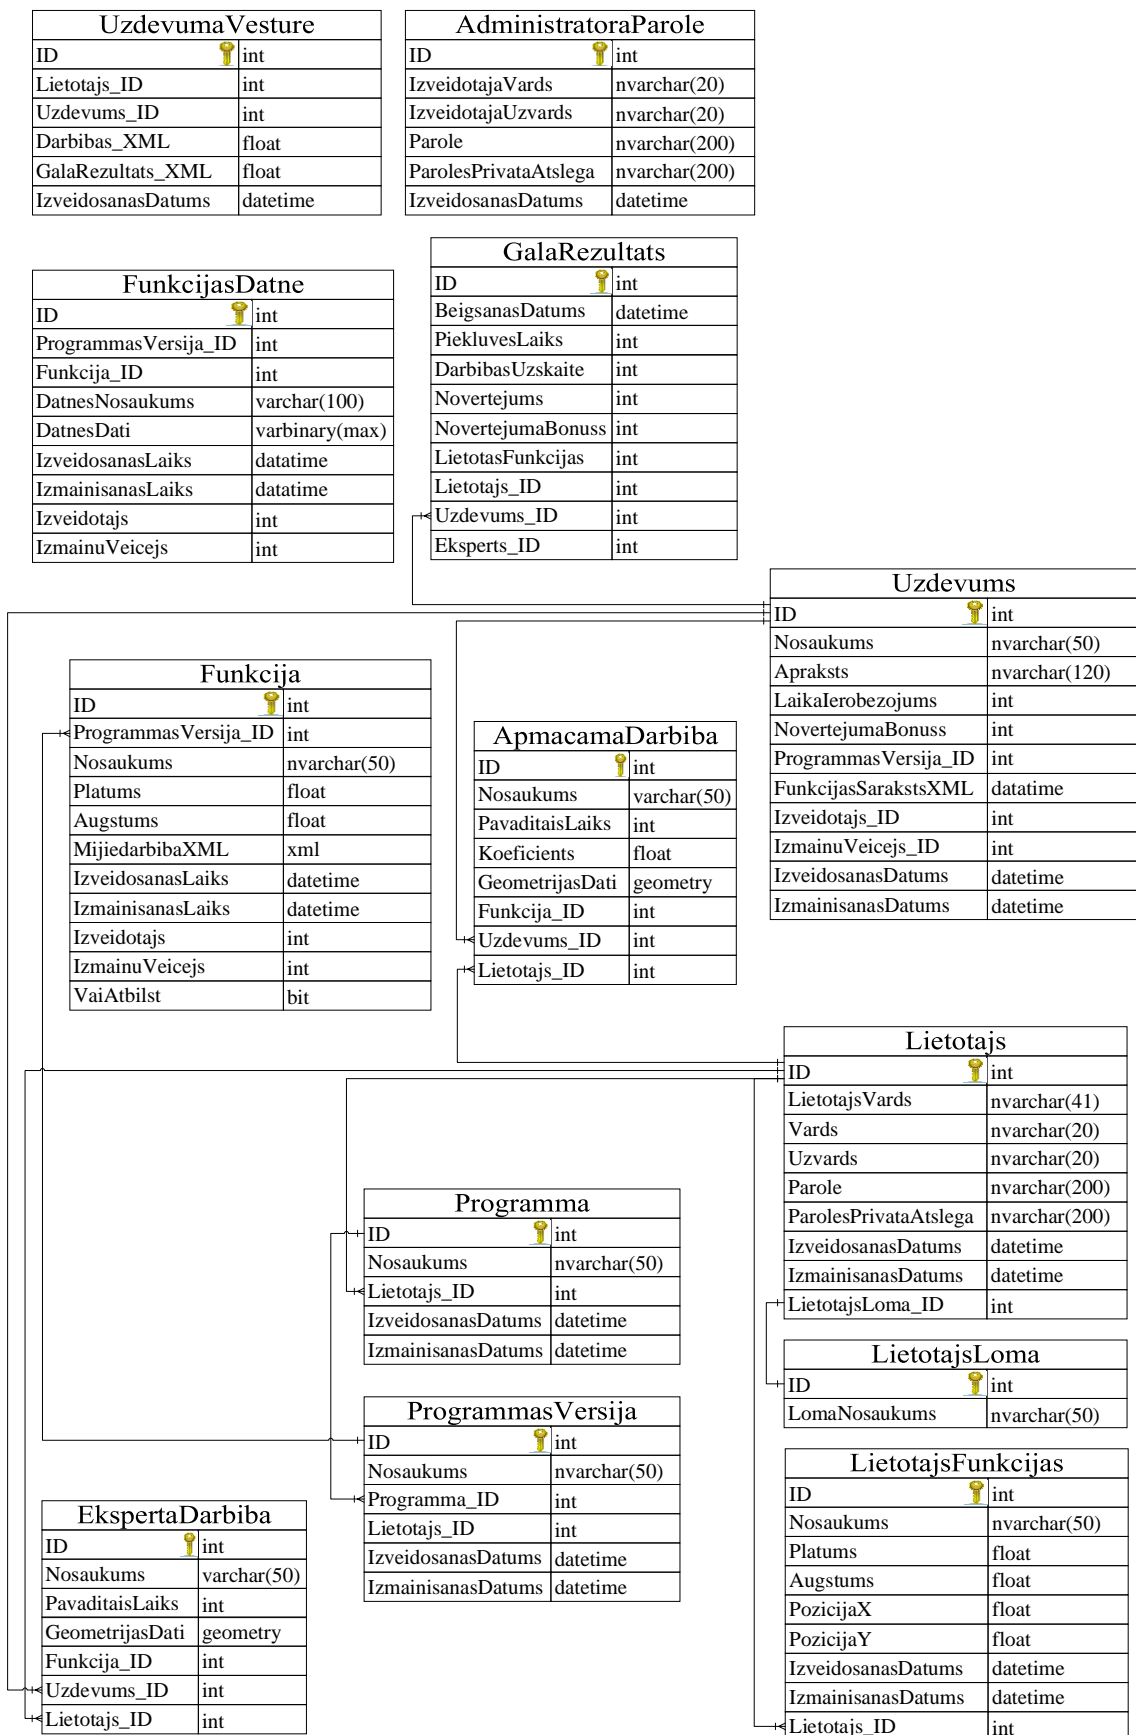 UzdevumaVesture
ID int
Lietotajs_ID int
Uzdevums_ID int
Darbibas_XML float
GalaRezultats_XML float
IzveidosanasDatums datetime
AdministratoraParole
ID int
IzveidotajaVards nvarchar(20)
IzveidotajaUzvards nvarchar(20)
Parole nvarchar(200)
ParolesPrivataAtslega nvarchar(200)
IzveidosanasDatums datetime
FunkcijasDatne
ID int
ProgrammasVersija_ID int
Funkcija_ID int
DatnesNosaukums varchar(100)
DatnesDati varbinary(max)
IzveidosanasLaiks datatime
IzmainisanasLaiks datatime
Izveidotajs int
IzmainuVeicejs int
GalaRezultats
ID int
BeigsanasDatums datetime
PiekluvesLaiks int
DarbibasUzskaite int
Novertejums int
NovertejumaBonuss int
LietotasFunkcijas int
Lietotajs_ID int
Uzdevums_ID int
Eksperts_ID int
Uzdevums
ID int
Nosaukums nvarchar(50)
Apraksts nvarchar(120)
LaikaIerobezojums int
NovertejumaBonuss int
ProgrammasVersija_ID int
FunkcijasSarakstsXML datetime
Izveidotajs_ID int
IzmainuVeicejs_ID int
IzveidosanasDatums datetime
IzmainisanasDatums datetime
Funkcija
ID int
ProgrammasVersija_ID int
Nosaukums nvarchar(50)
Platums float
Augstums float
MijiedarbibaXML xml
IzveidosanasLaiks datetime
IzmainisanasLaiks datetime
Izveidotajs int
IzmainuVeicejs int
VaiAtbilst bit
ApmacamaDarbiba
ID int
Nosaukums varchar(50)
PavaditaisLaiks int
Koeficients float
GeometrijasDati geometry
Funkcija_ID int
Uzdevums_ID int
Lietotajs_ID int
Lietotajs
ID int
LietotajsVards nvarchar(41)
Vards nvarchar(20)
Uzvards nvarchar(20)
Parole nvarchar(200)
ParolesPrivataAtslega nvarchar(200)
IzveidosanasDatums datetime
IzmainisanasDatums datetime
LietotajsLoma_ID int
Programma
ID int
Nosaukums nvarchar(50)
Lietotajs_ID int
IzveidosanasDatums datetime
IzmainisanasDatums datetime
LietotajsLoma
ID int
LomaNosaukums nvarchar(50)
ProgrammasVersija
ID int
Nosaukums nvarchar(50)
Programma_ID int
Lietotajs_ID int
IzveidosanasDatums datetime
IzmainisanasDatums datetime
LietotajsFunkcijas
ID int
Nosaukums nvarchar(50)
Platums float
Augstums float
PozicijaX float
PozicijaY float
IzveidosanasDatums datetime
IzmainisanasDatums datetime
Lietotajs_ID int
EkspertaDarbiba
ID int
Nosaukums varchar(50)
PavaditaisLaiks int
GeometrijasDati geometry
Funkcija_ID int
Uzdevums_ID int
Lietotajs_ID int